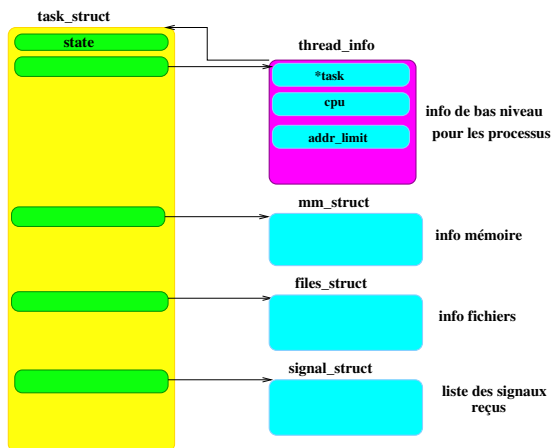 task_struct
state
thread_info
*task
cpu
addr_limit
info de bas niveau
pour les processus
mm_struct
info mémoire
files_struct
info fichiers
signal_struct
liste des signaux
reçus